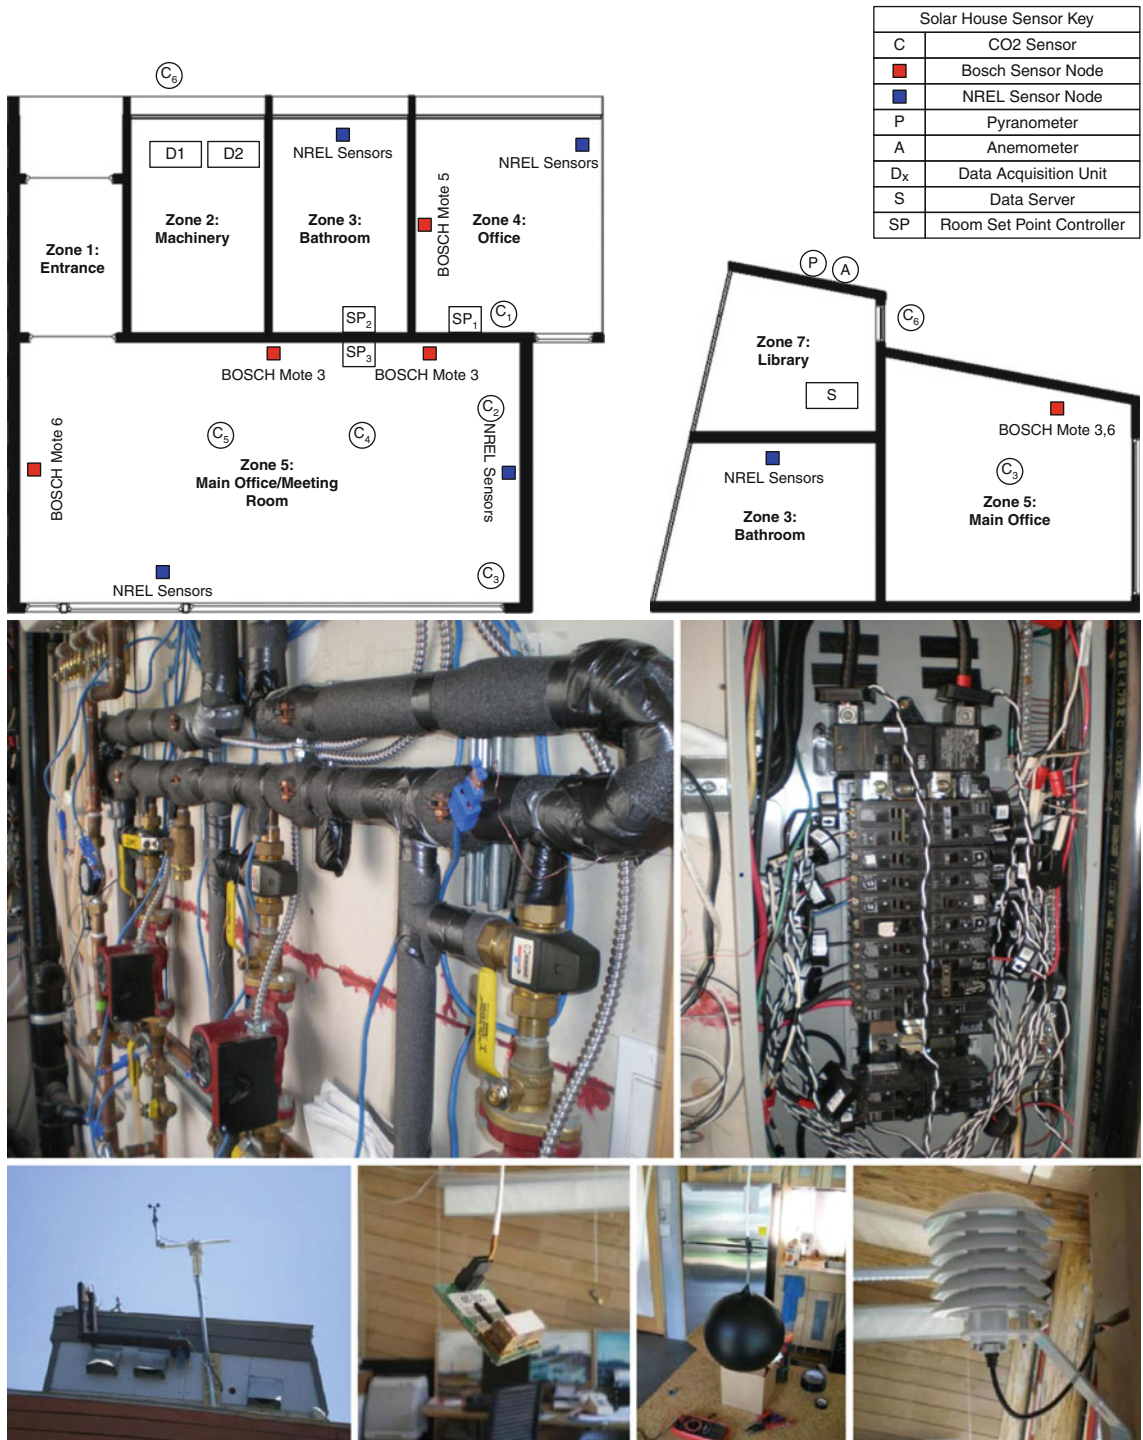 Solar House Sensor Key
C CO2 Sensor
Bosch Sensor Node
NREL Sensor Node
P Pyranometer
A Anemometer
Dx Data Acquisition Unit
S Data Server
SP Room Set Point Controller
C6
D1 D2
NREL Sensors
NREL Sensors
BOSCH Mote 5
Zone 1:
Entrance
Zone 2:
Machinery
Zone 3:
Bathroom
Zone 4:
Office
SP2
SP1
C1
SP3
BOSCH Mote 3
BOSCH Mote 3
BOSCH Mote 6
C5
C4
C2
NREL Sensors
Zone 5:
Main Office/Meeting
Room
C3
NREL Sensors
P
A
C6
Zone 7:
Library
S
BOSCH Mote 3,6
NREL Sensors
C3
Zone 3:
Bathroom
Zone 5:
Main Office